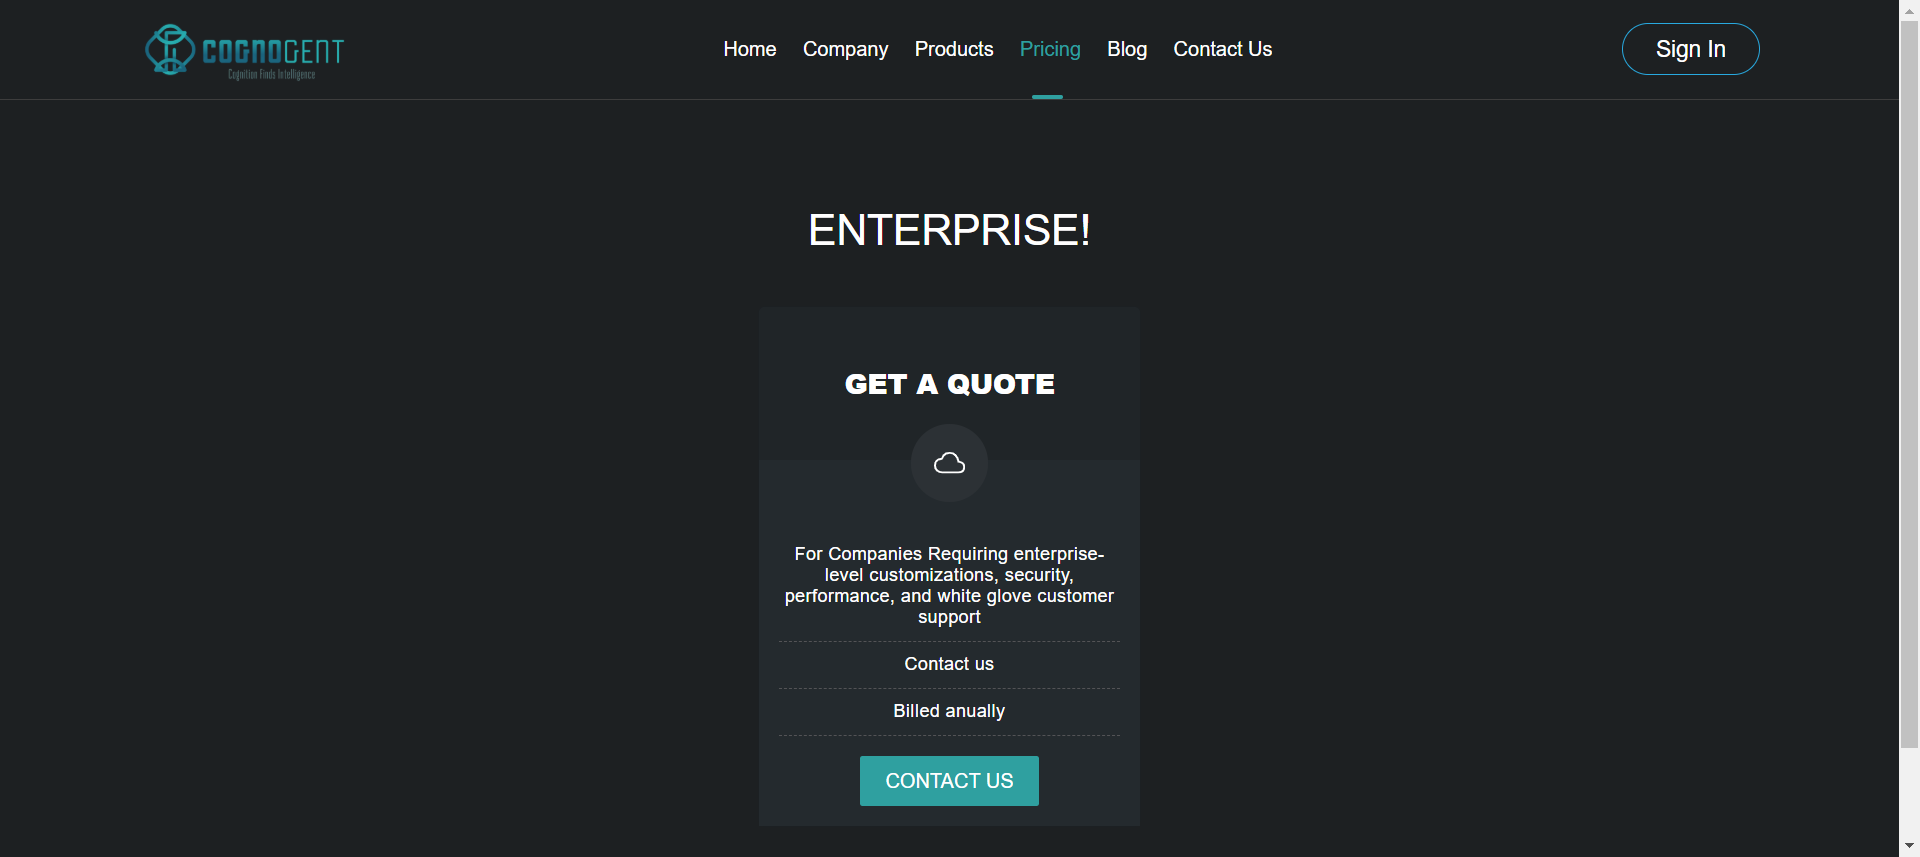 COGNOGENT
Cognition Finds Intelligence
Home Company Products Pricing Blog Contact Us
Sign In
ENTERPRISE!
GET A QUOTE
For Companies Requiring enterprise-
level customizations, security,
performance, and white glove customer
support
Contact us
Billed anually
CONTACT US